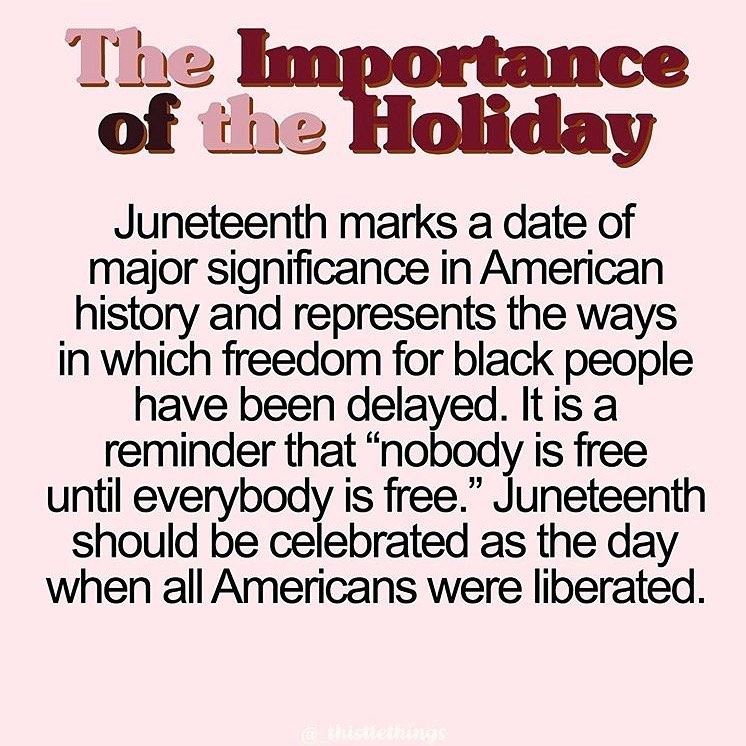 The Importance
of the Holiday
Juneteenth marks a date of
major significance in American
history and represents the ways
in which freedom for black people
have been delayed. It is a
reminder that “nobody is free
until everybody is free.” Juneteenth
should be celebrated as the day
when all Americans were liberated.
@_thistlethings